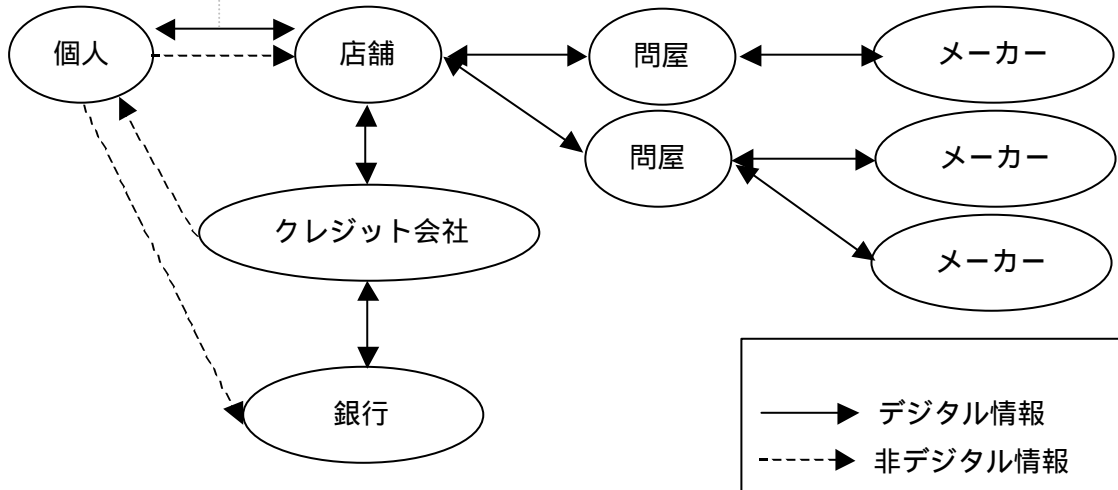 個人
店舗
問屋
メーカー
問屋
メーカー
クレジット会社
メーカー
銀行
デジタル情報
非デジタル情報